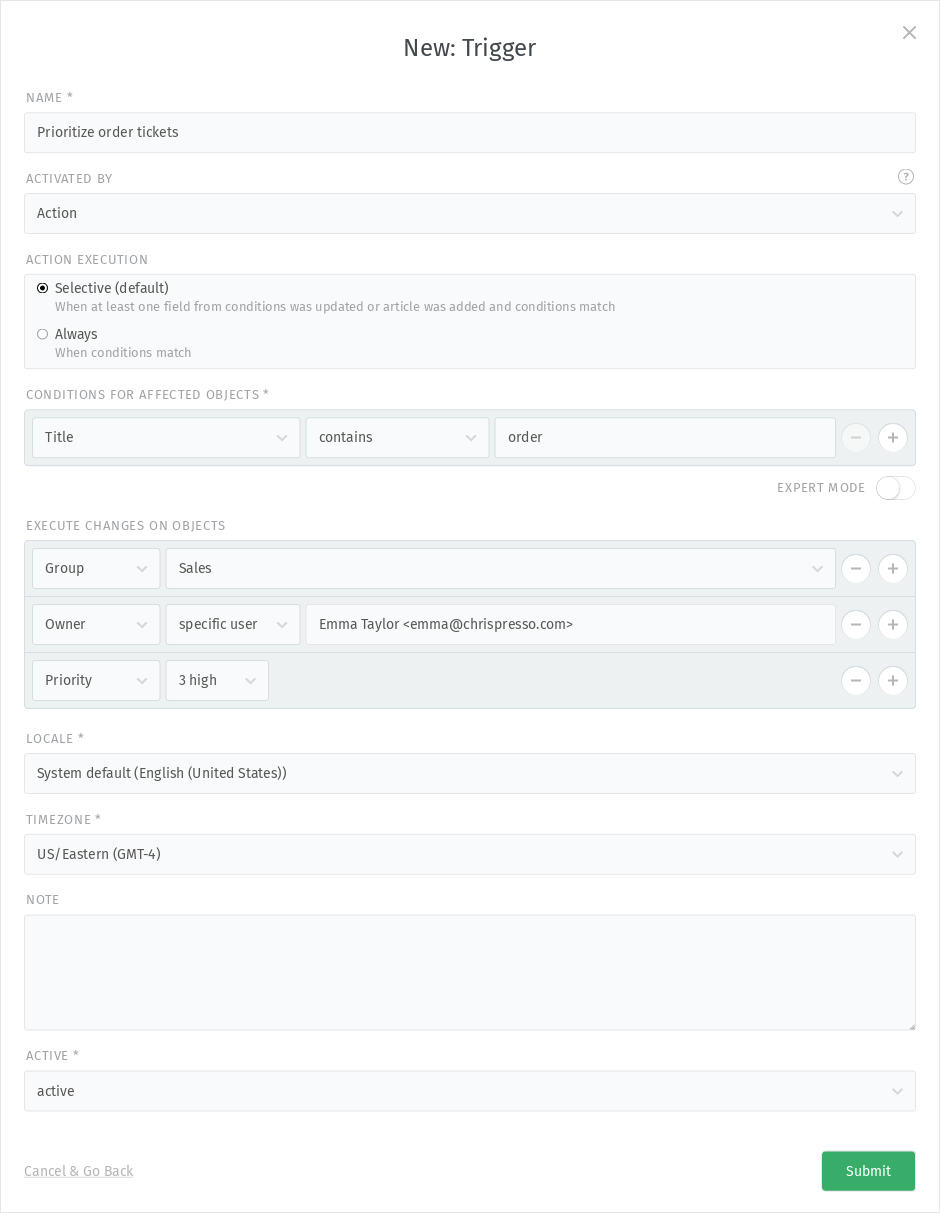 New: Trigger
NAME *
Prioritize order tickets
ACTIVATED BY
?
Action
ACTION EXECUTION
Selective (default)
When at least one field from conditions was updated or article was added and conditions match
Always
When conditions match
CONDITIONS FOR AFFECTED OBJECTS *
Title contains order
EXPERT MODE
EXECUTE CHANGES ON OBJECTS
Group Sales
Owner specific user Emma Taylor <emma@chrispresso.com>
Priority 3 high
LOCALE *
System default (English (United States))
TIMEZONE *
US/Eastern (GMT-4)
NOTE
ACTIVE *
active
Cancel & Go Back Submit